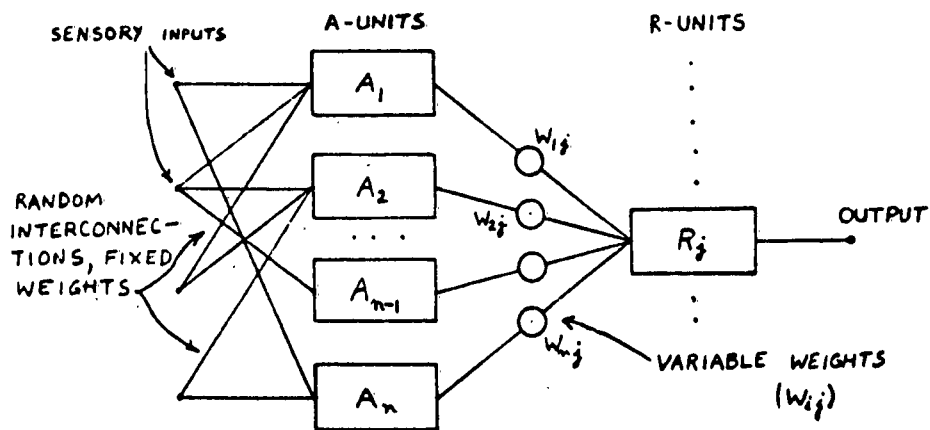 A-UNITS
R-UNITS
SENSORY INPUTS
A1
W1j
A2
W2j
RANDOM
INTERCONNEC-
TIONS, FIXED
WEIGHTS
Rj
OUTPUT
An-1
Wnj
VARIABLE WEIGHTS
(Wij)
An